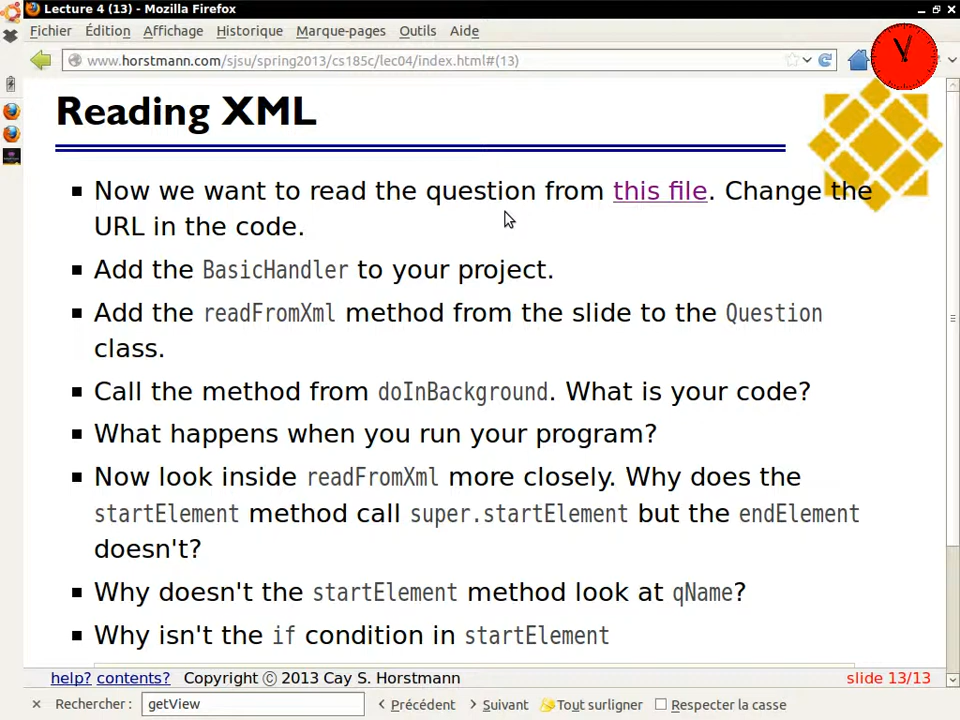 Lecture 4 (13) - Mozilla Firefox
Fichier Édition Affichage Historique Marque-pages Outils Aide
www.horstmann.com/sjsu/spring2013/cs185c/lec04/index.html#(13)
Reading XML
Now we want to read the question from this file. Change the
URL in the code.
Add the BasicHandler to your project.
Add the readFromXml method from the slide to the Question
class.
Call the method from doInBackground. What is your code?
What happens when you run your program?
Now look inside readFromXml more closely. Why does the
startElement method call super.startElement but the endElement
doesn't?
Why doesn't the startElement method look at qName?
Why isn't the if condition in startElement
help? contents? Copyright © 2013 Cay S. Horstmann slide 13/13
Rechercher : getView Précédent Suivant Tout surligner Respecter la casse